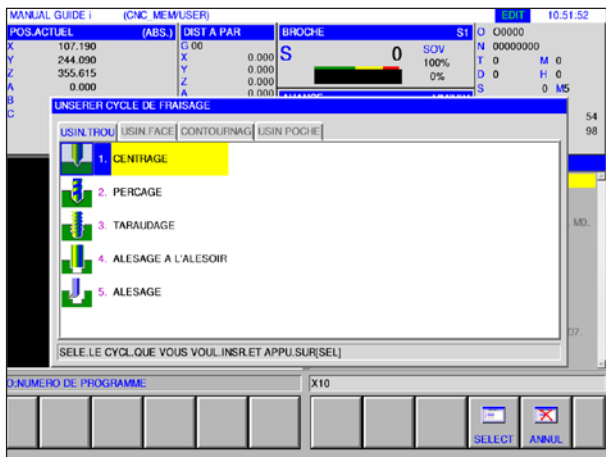 MANUAL GUIDE i (CNC_MEM/USER) EDIT 10.51.52
POS.ACTUEL (ABS.) DIST A PAR BROCHE S1 O O0000
X 107.190 G 00 S 0 SOV N 00000000
Y 244.090 X 0.000 100% T 0 M 0
Z 355.615 Y 0.000 0% D 0 H 0
A 0.000 Z 0.000 S 0 M5
B A 0.000
C
54
98
UNSERER CYCLE DE FRAISAGE
USIN.TROU USIN.FACE CONTOURNAG USIN POCHE
1. CENTRAGE
2. PERCAGE
3. TARAUDAGE
4. ALESAGE A L'ALESOIR
5. ALESAGE
M0.
07.
SELE.LE CYCL.QUE VOUS VOUL.INSR.ET APPU.SUR[SEL]
O:NUMERO DE PROGRAMME X10
SELECT ANNUL